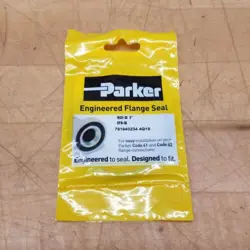 Parker
Engineered Flange Seal
For easy installation on your
Parker Code 61 and Code 62
flange connections
Engineered to seal. Designed to fit.